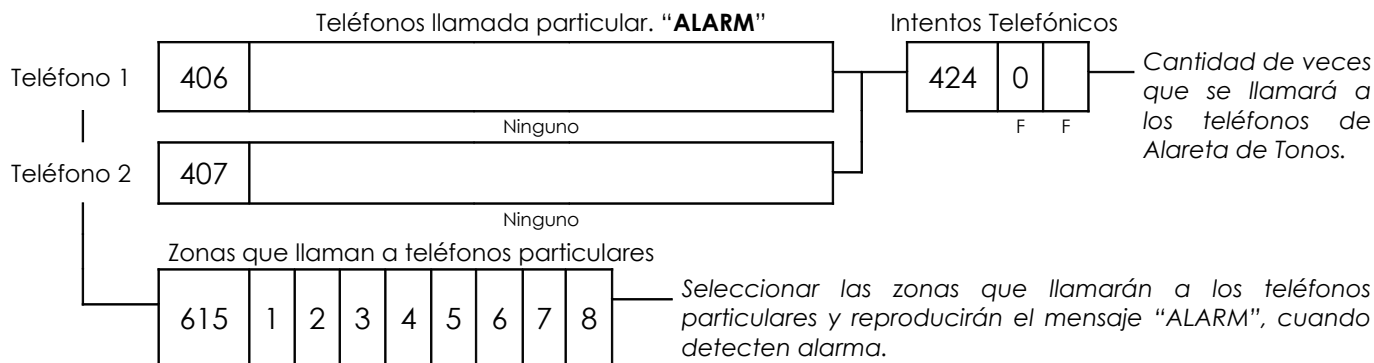 Teléfonos llamada particular. “ALARM”
Intentos Telefónicos
Teléfono 1
406
424 0
Cantidad de veces
que se llamará a
los teléfonos de
Alareta de Tonos.
Ninguno
F F
Teléfono 2
407
Ninguno
Zonas que llaman a teléfonos particulares
615 1 2 3 4 5 6 7 8
Seleccionar las zonas que llamarán a los teléfonos
particulares y reproducirán el mensaje “ALARM”, cuando
detecten alarma.